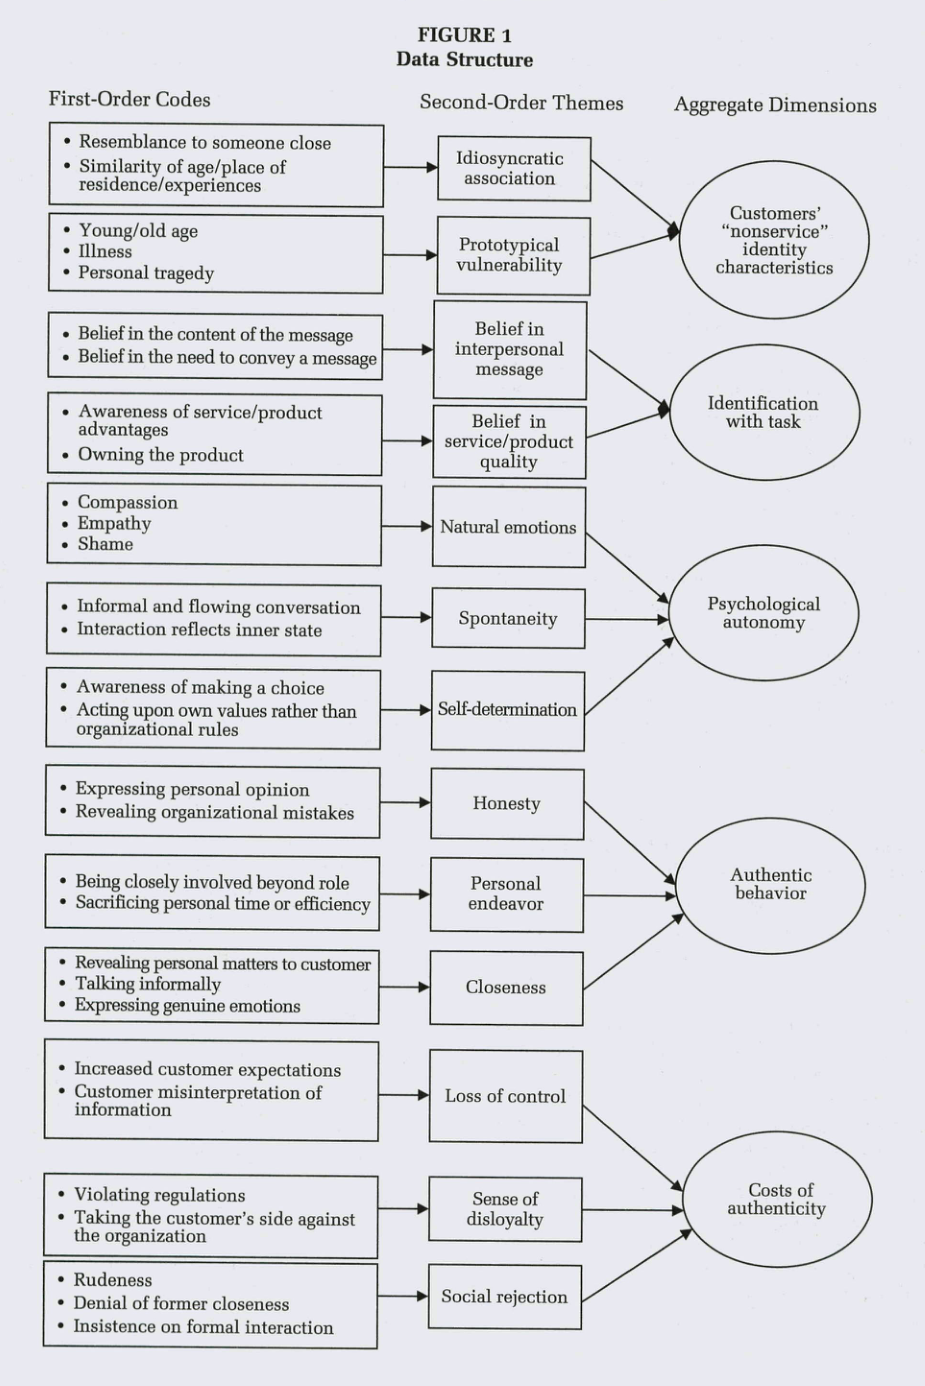 FIGURE 1
Data Structure
First-Order Codes
Second-Order Themes
Aggregate Dimensions
• Resemblance to someone close
• Similarity of age/place of
residence/experiences
Idiosyncratic
association
• Young/old age
• Illness
• Personal tragedy
Prototypical
vulnerability
Customers’
“nonservice”
identity
characteristics
• Belief in the content of the message
• Belief in the need to convey a message
Belief in
interpersonal
message
• Awareness of service/product
advantages
• Owning the product
Belief in
service/product
quality
Identification
with task
• Compassion
• Empathy
• Shame
Natural emotions
• Informal and flowing conversation
• Interaction reflects inner state
Spontaneity
• Awareness of making a choice
• Acting upon own values rather than
organizational rules
Self-determination
Psychological
autonomy
• Expressing personal opinion
• Revealing organizational mistakes
Honesty
• Being closely involved beyond role
• Sacrificing personal time or efficiency
Personal
endeavor
• Revealing personal matters to customer
• Talking informally
• Expressing genuine emotions
Closeness
Authentic
behavior
• Increased customer expectations
• Customer misinterpretation of
information
Loss of control
• Violating regulations
• Taking the customer’s side against
the organization
Sense of
disloyalty
• Rudeness
• Denial of former closeness
• Insistence on formal interaction
Social rejection
Costs of
authenticity